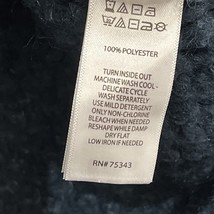 100% POLYESTER
TURN INSIDE OUT
MACHINE WASH COOL -
DELICATE CYCLE
WASH SEPARATELY
USE MILD DETERGENT
ONLY NON-CHLORINE
BLEACH WHEN NEEDED
RESHAPE WHILE DAMP
DRY FLAT
LOW IRON IF NEEDED
RN# 75343